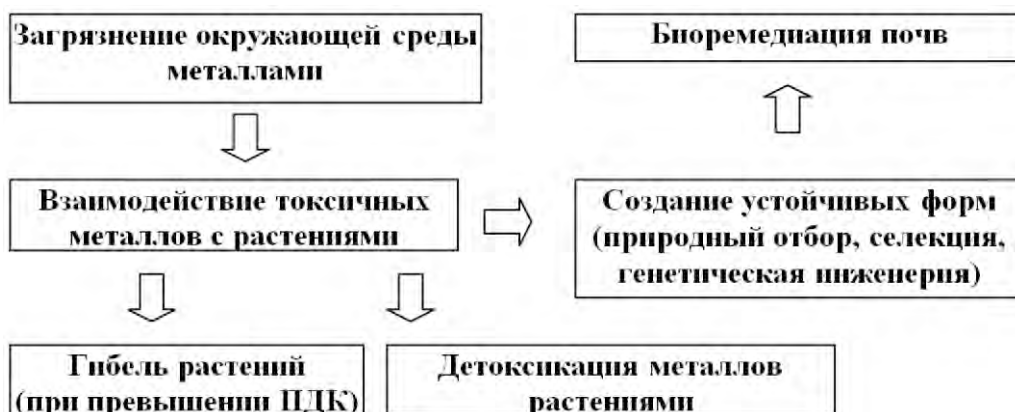 Загрязнение окружающей среды
металлами
Биоремедиация почв
Взаимодействие токсичных
металлов с растениями
Создание устойчивых форм
(природный отбор, селекция,
генетическая инженерия)
Гибель растений
(при превышении ПДК)
Детоксикация металлов
растениями